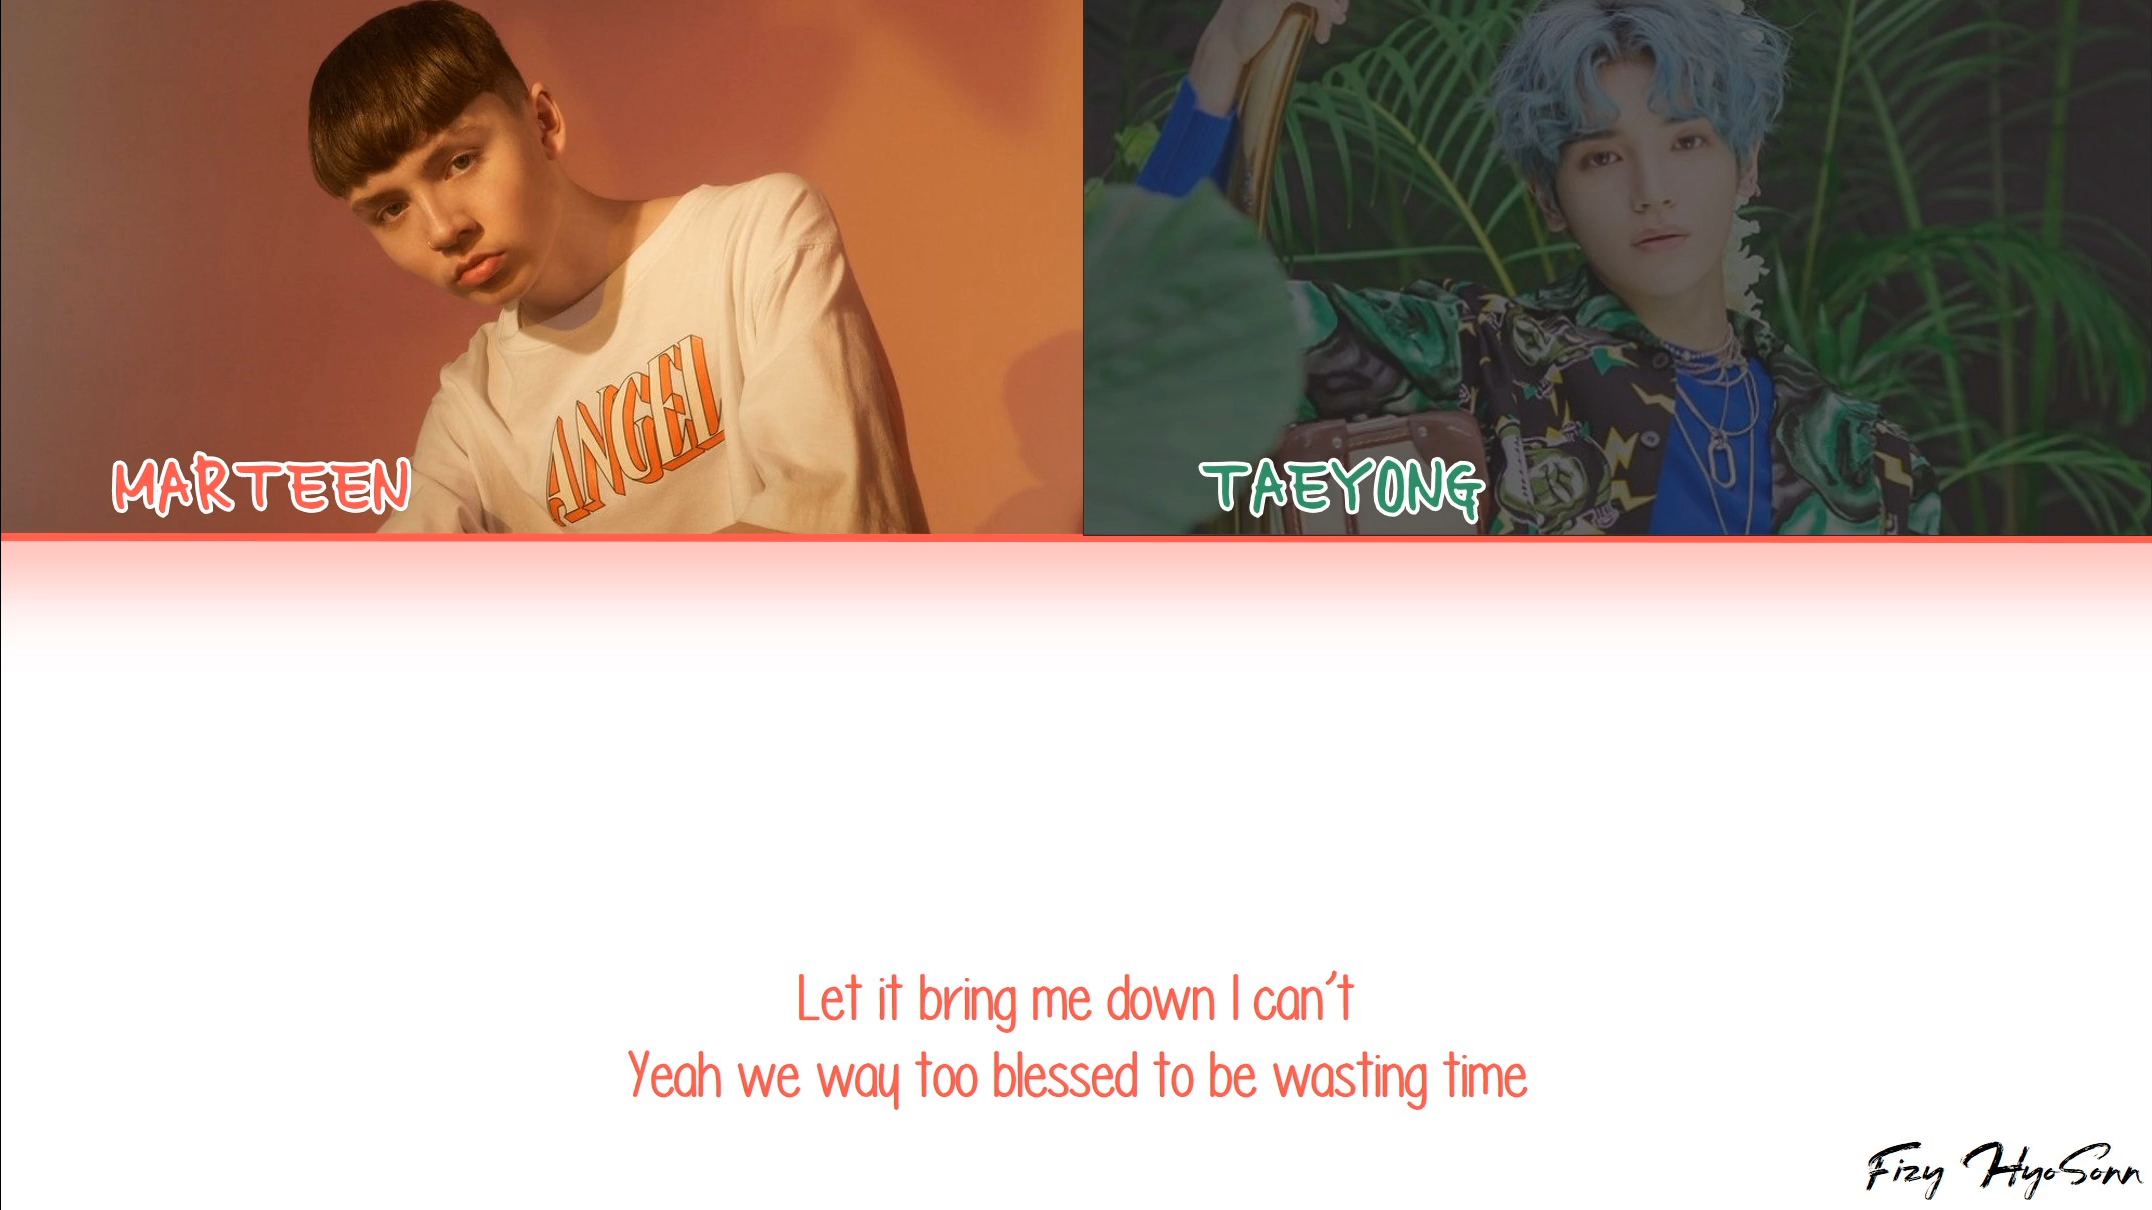 ANGEL
MARTEEN
TAEYONG
Let it bring me down I can't
Yeah we way too blessed to be wasting time
Fizy HyoSonn